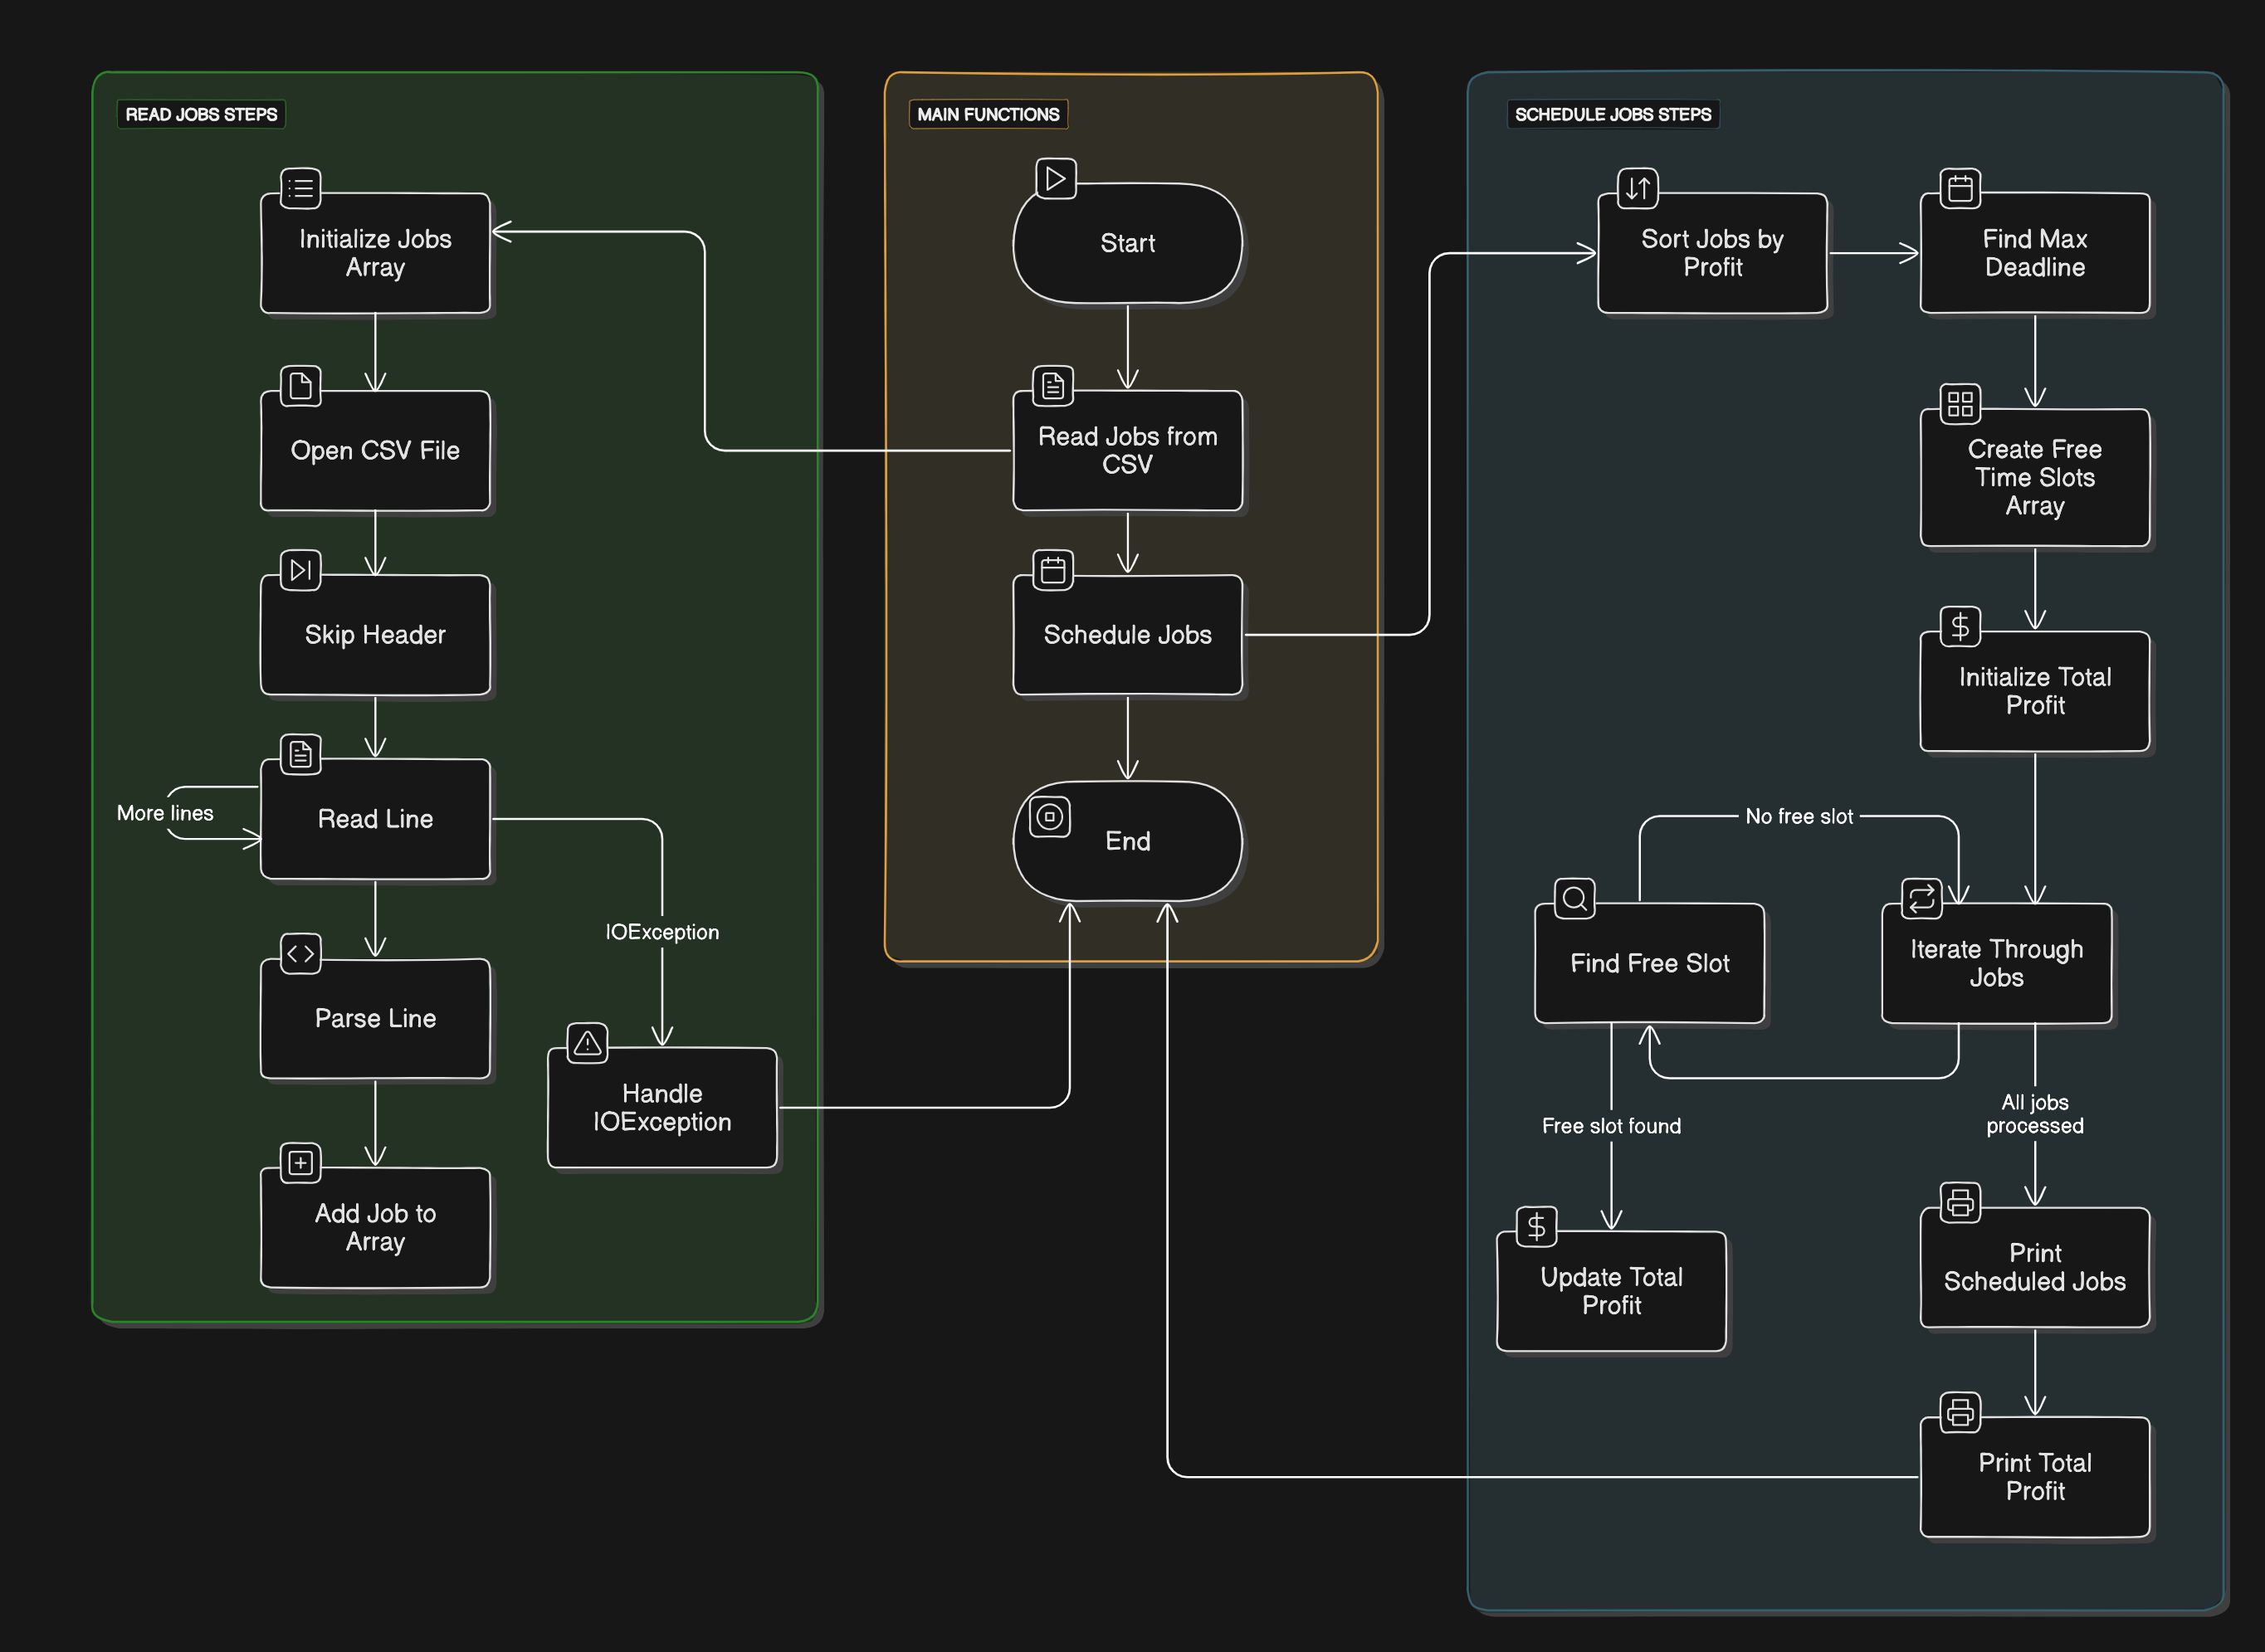 READ JOBS STEPS
Initialize Jobs
Array
Open CSV File
Skip Header
More lines
Read Line
IOException
Parse Line
Handle
IOException
Add Job to
Array
MAIN FUNCTIONS
Start
Read Jobs from
CSV
Schedule Jobs
End
SCHEDULE JOBS STEPS
Sort Jobs by
Profit
Find Max
Deadline
Create Free
Time Slots
Array
Initialize Total
Profit
No free slot
Find Free Slot
Iterate Through
Jobs
Free slot found
All jobs
processed
Update Total
Profit
Print
Scheduled Jobs
Print Total
Profit